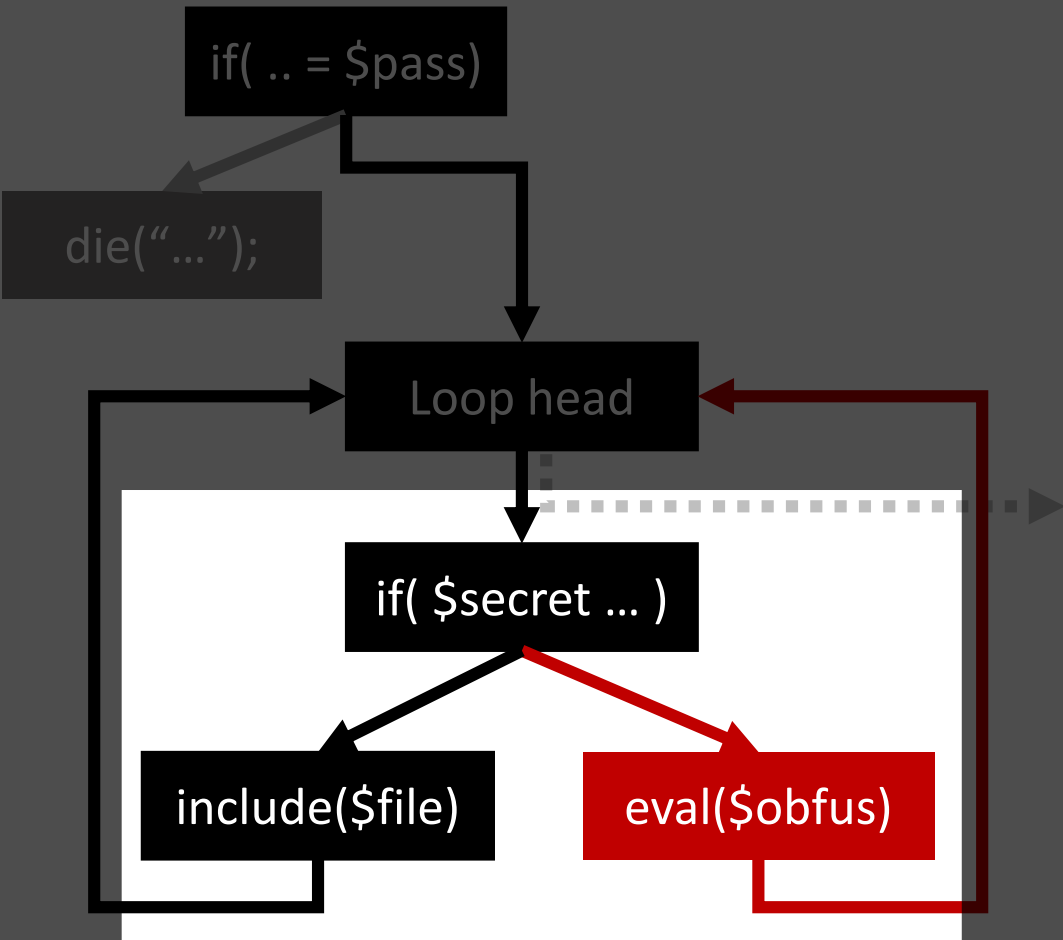 if( .. = $pass)
die(“…”);
Loop head
if( $secret … )
include($file)
eval($obfus)